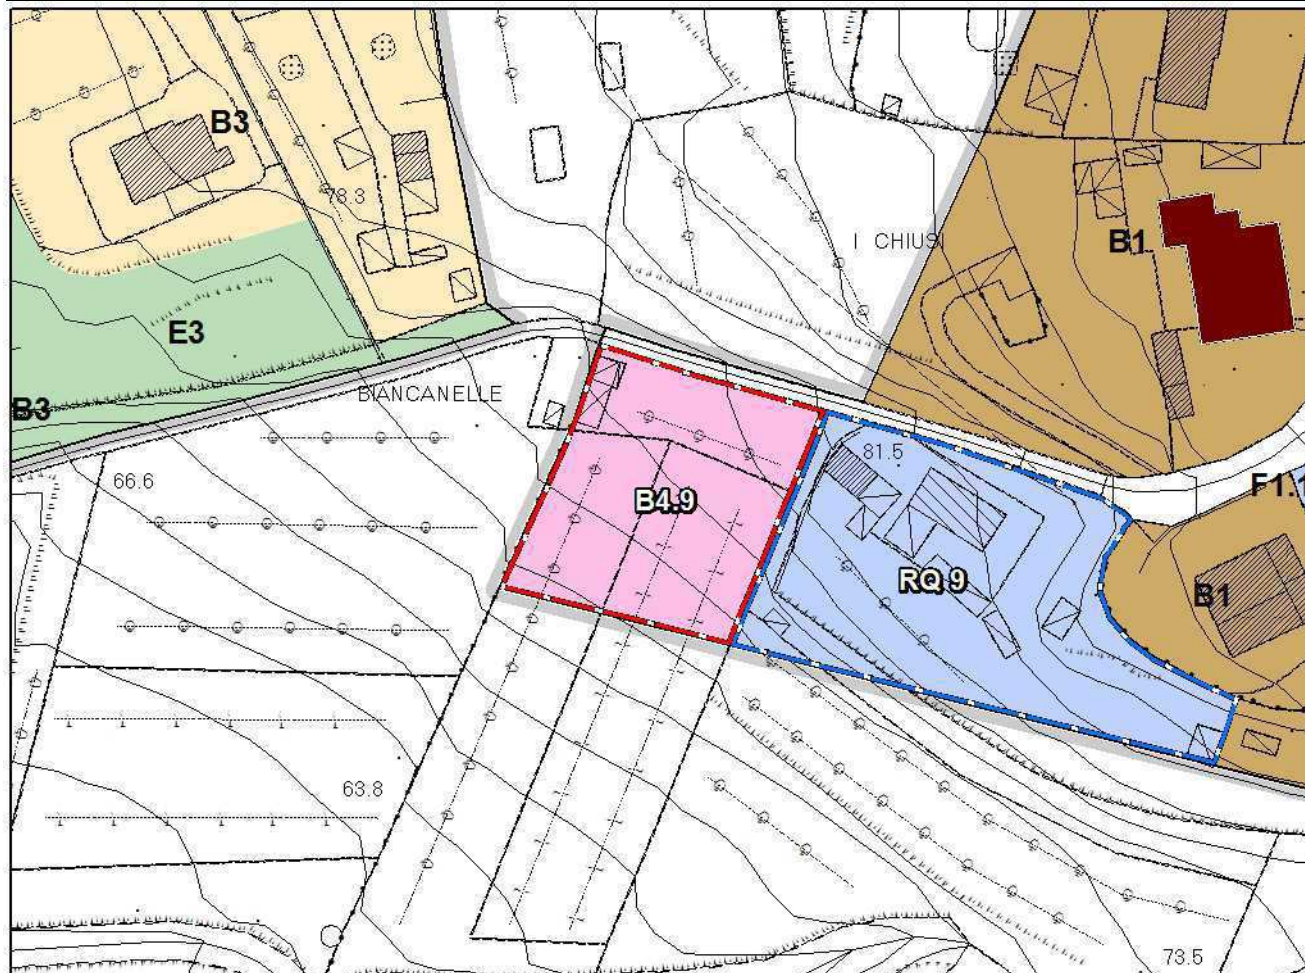 B3
78.3
I CHIUSI
B1
E3
BIANCANELLE
B3
81.5
66.6
F1.1
B4.9
RQ 9
B1
63.8
73.5